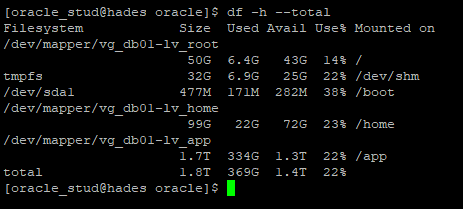 [oracle_stud@hades oracle]$ df -h --total
Filesystem            Size  Used Avail Use% Mounted on
/dev/mapper/vg_db01-lv_root
                       50G  6.4G   43G  14% /
tmpfs                  32G  6.9G   25G  22% /dev/shm
/dev/sda1             477M  171M  282M  38% /boot
/dev/mapper/vg_db01-lv_home
                       99G   22G   72G  23% /home
/dev/mapper/vg_db01-lv_app
                      1.7T  334G  1.3T  22% /app
total                 1.8T  369G  1.4T  22%
[oracle_stud@hades oracle]$